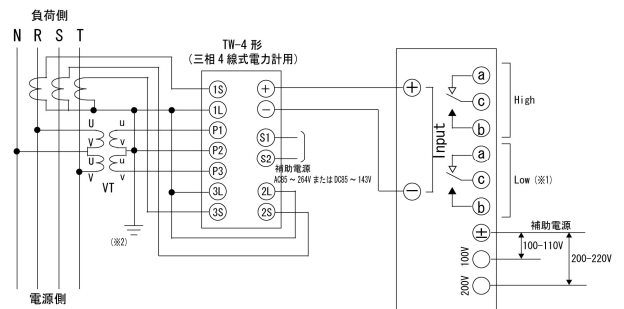 負荷側
N R S T
TW-4 形
(三相４線式電力計用)
1S
1L
P1
P2
P3
3L
3S
+
−
S1
S2
補助電源
AC85 ~ 264V または DC85 ~ 143V
2L
2S
U u
V v
U u
V v
VT
(※2)
電源側
+
−
Input
a
c
b
High
a
c
b
Low (※1)
±
補助電源
100V
100-110V
200V
200-220V